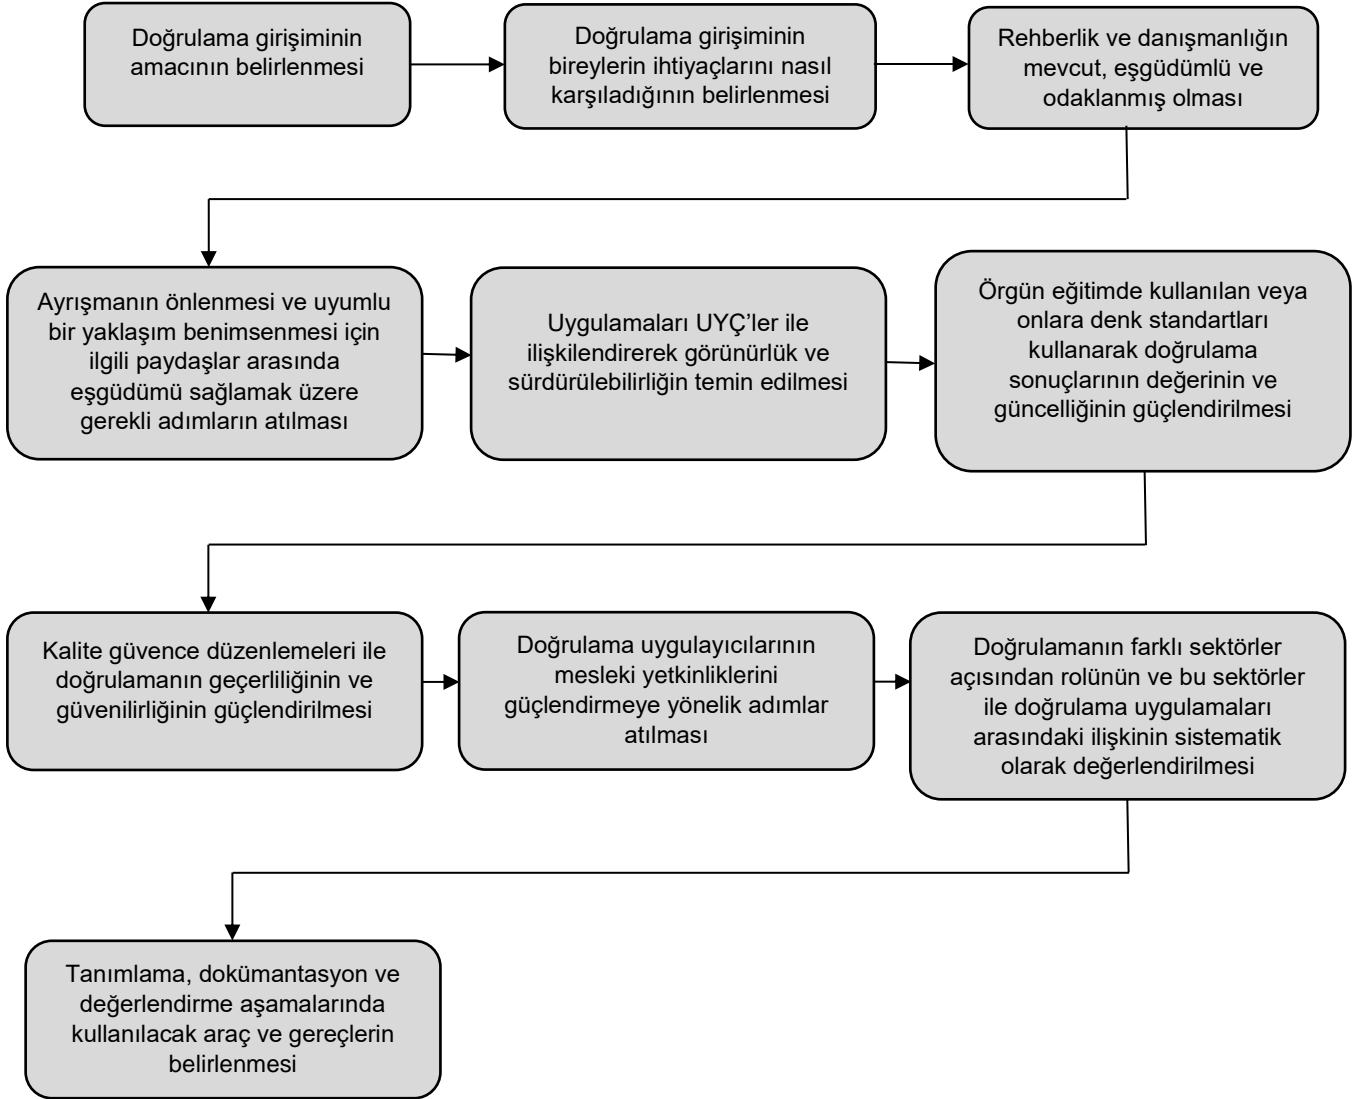 Doğrulama girişiminin
amacının belirlenmesi
Doğrulama girişiminin
bireylerin ihtiyaçlarını nasıl
karşıladığının belirlenmesi
Rehberlik ve danışmanlığın
mevcut, eşgüdümlü ve
odaklanmış olması
Ayrışmanın önlenmesi ve uyumlu
bir yaklaşım benimsenmesi için
ilgili paydaşlar arasında
eşgüdümü sağlamak üzere
gerekli adımların atılması
Uygulamaları UYÇ’ler ile
ilişkilendirerek görünürlük ve
sürdürülebilirliğin temin edilmesi
Örgün eğitimde kullanılan veya
onlara denk standartları
kullanarak doğrulama
sonuçlarının değerinin ve
güncelliğinin güçlendirilmesi
Kalite güvence düzenlemeleri ile
doğrulamanın geçerliliğinin ve
güvenilirliğinin güçlendirilmesi
Doğrulama uygulayıcılarının
mesleki yetkinliklerini
güçlendirmeye yönelik adımlar
atılması
Doğrulamanın farklı sektörler
açısından rolünün ve bu sektörler
ile doğrulama uygulamaları
arasındaki ilişkinin sistematik
olarak değerlendirilmesi
Tanımlama, dokümantasyon ve
değerlendirme aşamalarında
kullanılacak araç ve gereçlerin
belirlenmesi